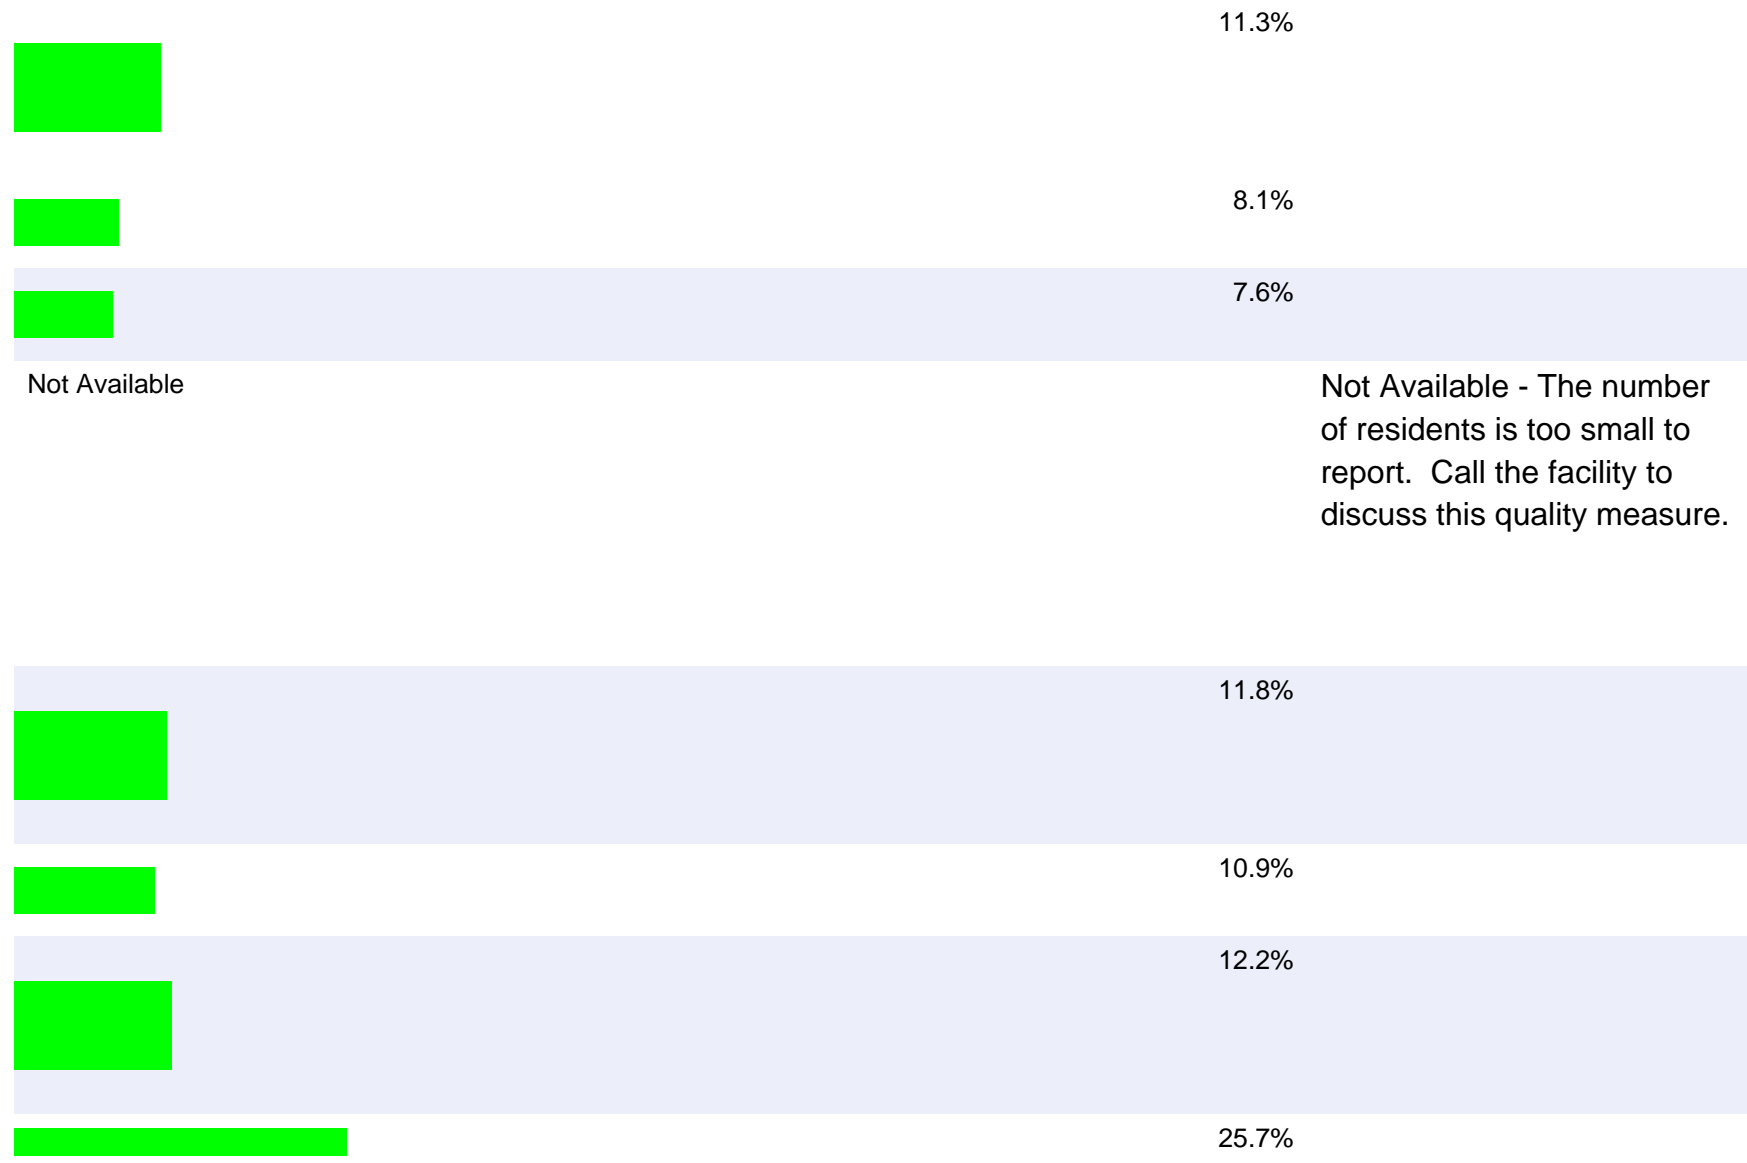 11.3%
8.1%
7.6%
Not Available
Not Available - The number
of residents is too small to
report.  Call the facility to
discuss this quality measure.
11.8%
10.9%
12.2%
25.7%